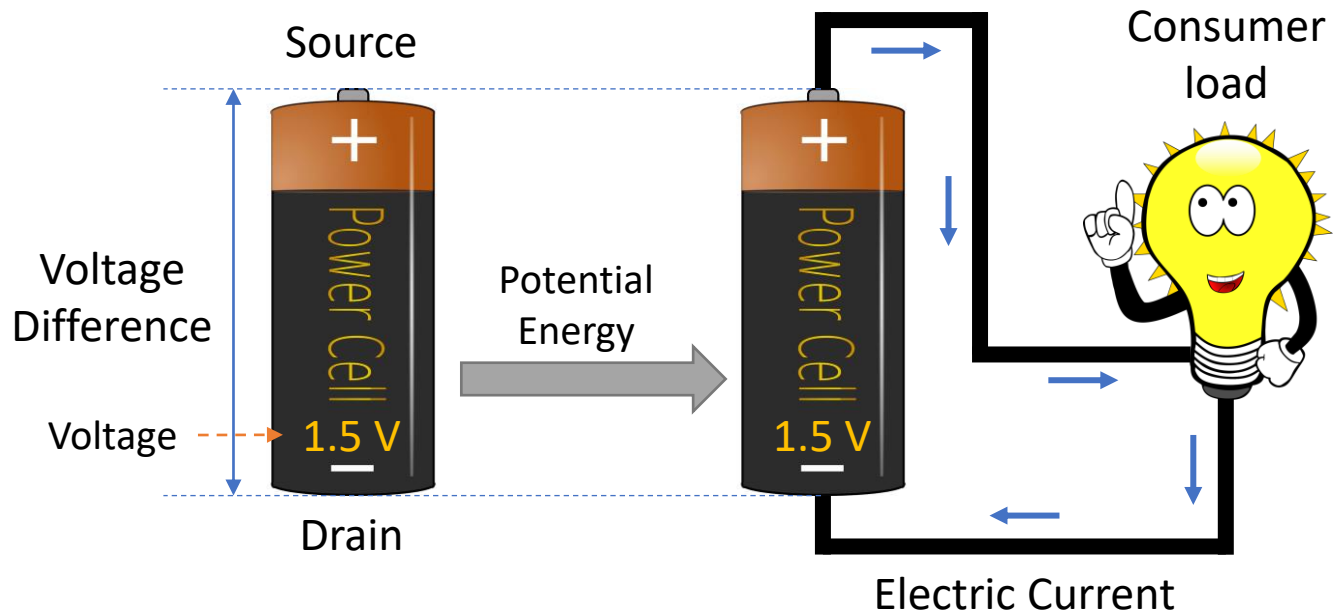 Source
Consumer
load
+
+
Power Cell
Power Cell
Voltage
Difference
Potential
Energy
Voltage
1.5 V
1.5 V
Drain
Electric Current